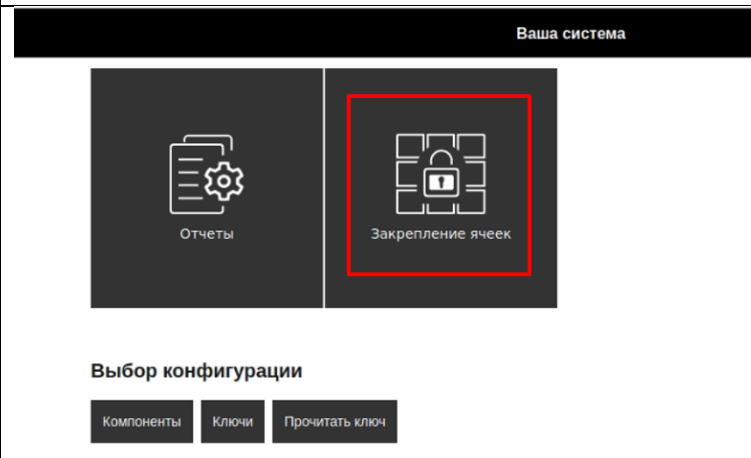 Ваша система
Отчеты
Закрепление ячеек
Выбор конфигурации
Компоненты
Ключи
Прочитать ключ